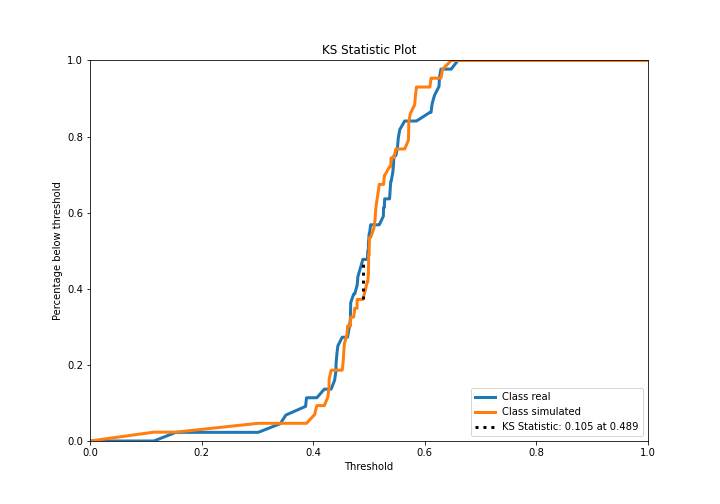 KS Statistic Plot
1.0
0.8
0.6
0.4
0.2
0.0
Percentage below threshold
0.0 0.2 0.4 0.6 0.8 1.0
Threshold
Class real
Class simulated
KS Statistic: 0.105 at 0.489